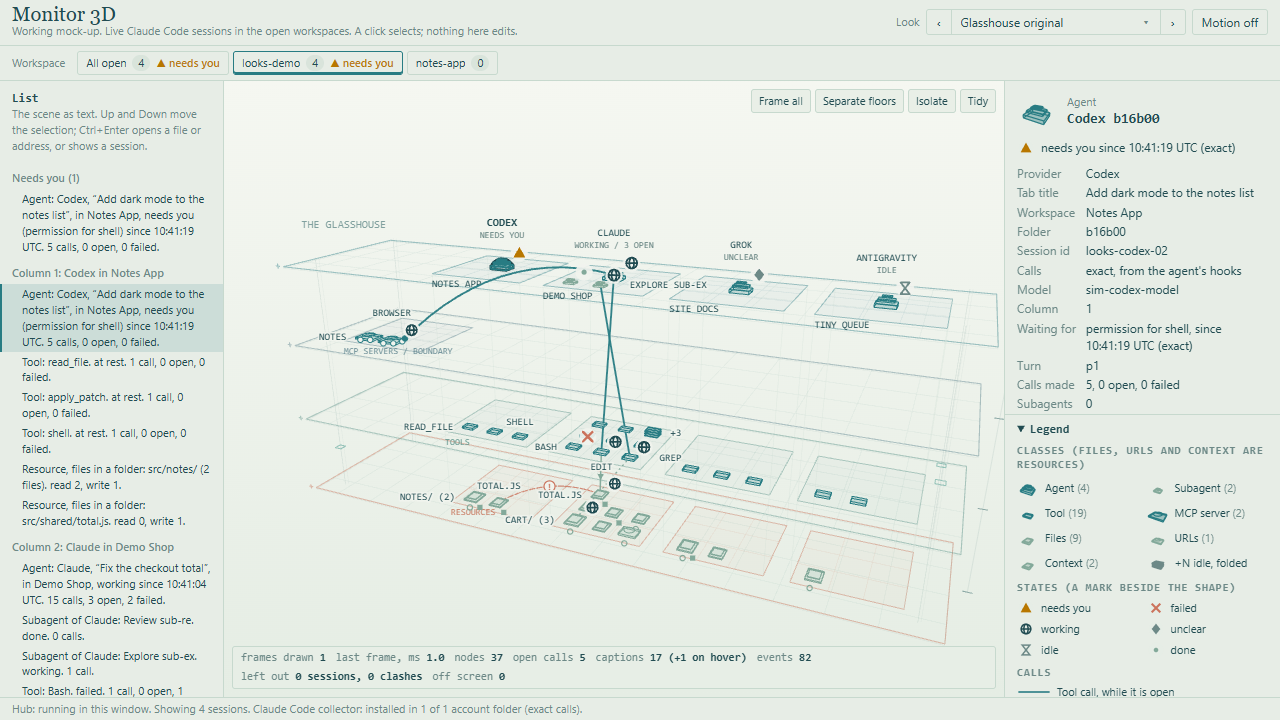 Monitor 3D
Working mock-up. Live Claude Code sessions in the open workspaces. A click selects; nothing here edits.
Look
‹
Glasshouse original
›
Motion off
Workspace
All open 4 needs you
looks-demo 4 needs you
notes-app 0
List
The scene as text. Up and Down move
the selection; Ctrl+Enter opens a file or
address, or shows a session.
Needs you (1)
Agent: Codex, "Add dark mode to the
notes list", in Notes App, needs you
(permission for shell) since 10:41:19
UTC. 5 calls, 0 open, 0 failed.
Column 1: Codex in Notes App
Agent: Codex, "Add dark mode to the
notes list", in Notes App, needs you
(permission for shell) since 10:41:19
UTC. 5 calls, 0 open, 0 failed.
Tool: read_file. at rest. 1 call, 0 open, 0
failed.
Tool: apply_patch. at rest. 1 call, 0
open, 0 failed.
Tool: shell. at rest. 1 call, 0 open, 0
failed.
Resource, files in a folder: src/notes/ (2
files). read 2, write 1.
Resource, files in a folder:
src/shared/total.js. read 0, write 1.
Column 2: Claude in Demo Shop
Agent: Claude, "Fix the checkout total",
in Demo Shop, working since 10:41:04
UTC. 15 calls, 3 open, 2 failed.
Subagent of Claude: Review sub-re.
done. 0 calls.
Subagent of Claude: Explore sub-ex.
working. 1 call.
Tool: Bash. failed. 1 call, 0 open, 1
Frame all
Separate floors
Isolate
Tidy
THE GLASSHOUSE
CODEX
NEEDS YOU
CLAUDE
WORKING / 3 OPEN
GROK
UNCLEAR
ANTIGRAVITY
IDLE
NOTES APP
DEMO SHOP
EXPLORE SUB-EX
SITE DOCS
TINY QUEUE
BROWSER
NOTES
MCP SERVERS / BOUNDARY
READ_FILE
SHELL
TOOLS
BASH
+3
GREP
EDIT
TOTAL.JS
NOTES/ (2)
TOTAL.JS
RESOURCES
CART/ (3)
frames drawn 1 last frame, ms 1.0 nodes 37 open calls 5 captions 17 (+1 on hover) events 82
left out 0 sessions, 0 clashes off screen 0
Agent
Codex b16b00
needs you since 10:41:19 UTC (exact)
Provider Codex
Tab title Add dark mode to the notes list
Workspace Notes App
Folder b16b00
Session id looks-codex-02
Calls exact, from the agent's hooks
Model sim-codex-model
Column 1
Waiting for permission for shell, since
10:41:19 UTC (exact)
Turn p1
Calls made 5, 0 open, 0 failed
Subagents 0
▼ Legend
CLASSES (FILES, URLS AND CONTEXT ARE
RESOURCES)
Agent (4) Subagent (2)
Tool (19) MCP server (2)
Files (9) URLs (1)
Context (2) +N idle, folded
STATES (A MARK BESIDE THE SHAPE)
needs you failed
working unclear
idle done
CALLS
Tool call, while it is open
Hub: running in this window. Showing 4 sessions. Claude Code collector: installed in 1 of 1 account folder (exact calls).